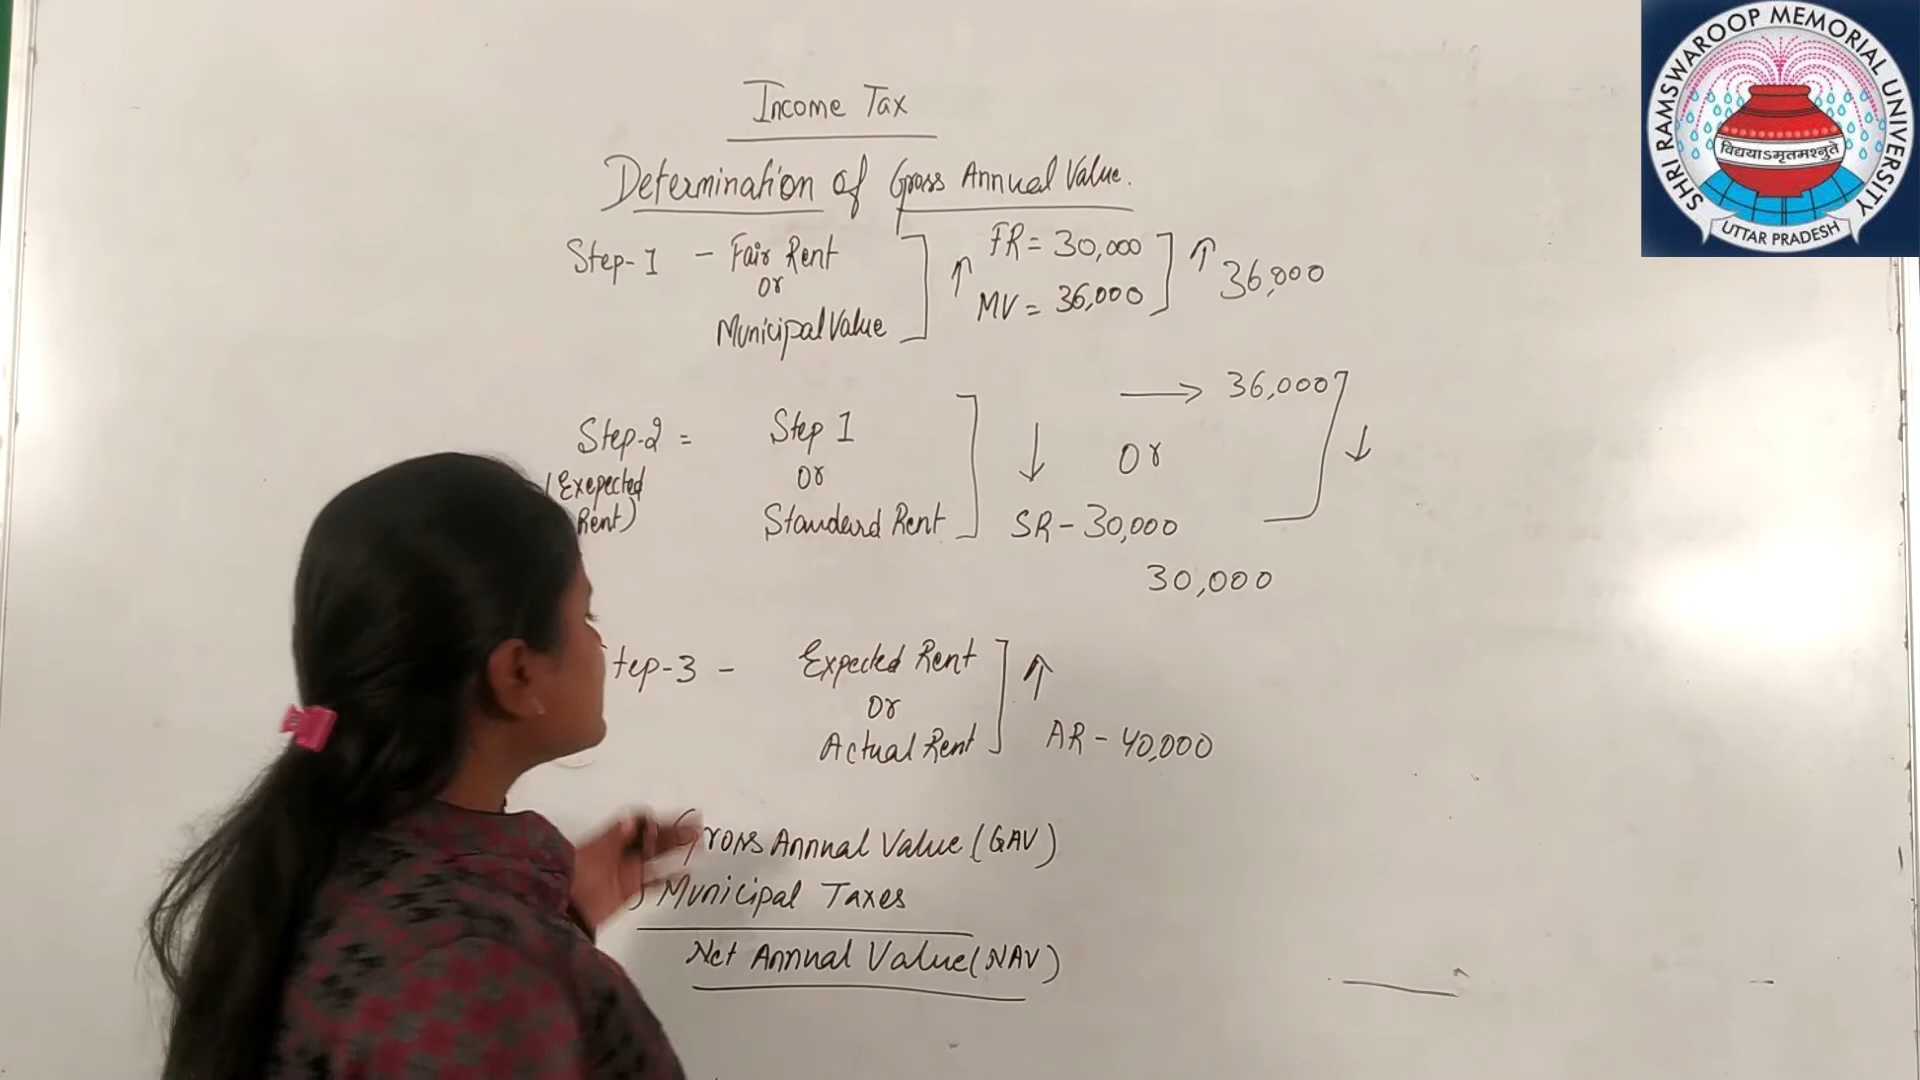 Income Tax
Determination of Gross Annual Value.
Step-1 - Fair Rent
or
Municipal Value
FR = 30,000
MV = 36,000
36,000
Step-2 = Step 1
(Exepected
Rent)
or
Standard Rent
36,000
Or
SR - 30,000
30,000
tep-3 - Expected Rent
or
Actual Rent
AR - 40,000
Gross Annual Value (GAV)
Municipal Taxes
Net Annual Value (NAV)
SHRI RAMSWAROOP MEMORIAL UNIVERSITY
विद्ययाऽमृतमश्नुते
UTTAR PRADESH